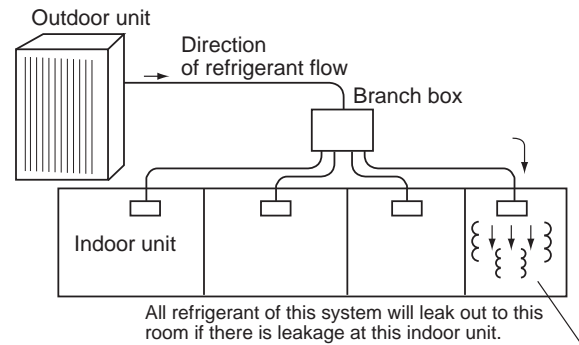 Outdoor unit
Direction
of refrigerant flow
Branch box
Indoor unit
All refrigerant of this system will leak out to this
room if there is leakage at this indoor unit.